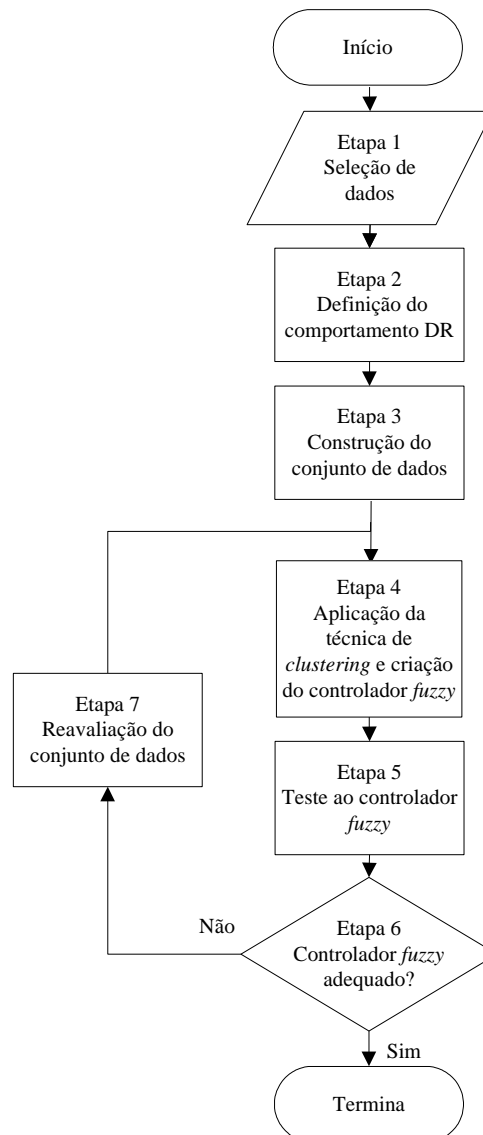 Início
Etapa 1
Seleção de
dados
Etapa 2
Definição do
comportamento DR
Etapa 3
Construção do
conjunto de dados
Etapa 4
Aplicação da
técnica de
clustering e criação
do controlador fuzzy
Etapa 7
Reavaliação do
conjunto de dados
Etapa 5
Teste ao controlador
fuzzy
Não
Etapa 6
Controlador fuzzy
adequado?
Sim
Termina